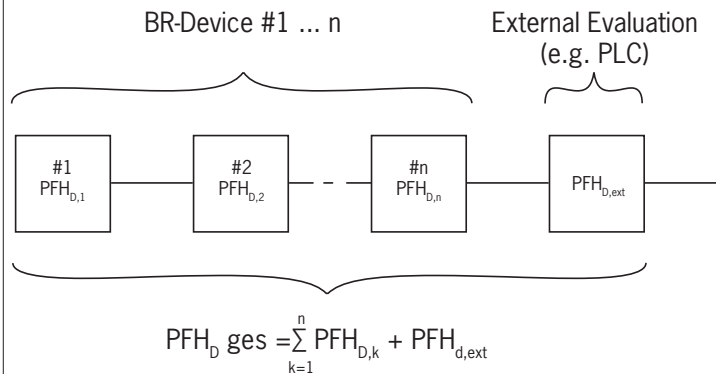 BR-Device #1 ... n
External Evaluation
(e.g. PLC)
#1
PFH_D,1
#2
PFH_D,2
#n
PFH_D,n
PFH_D,ext
n
PFH_D ges =∑ PFH_D,k + PFH_d,ext
k=1